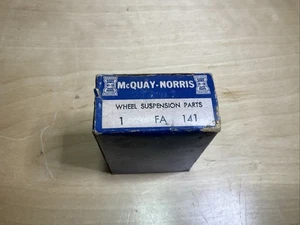 McQUAY-NORRIS
WHEEL SUSPENSION PARTS
1 FA 141